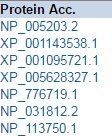 Protein Acc.
NP_005203.2
XP_001143538.1
XP_001095721.1
XP_005628327.1
NP_776719.1
NP_031812.2
NP_113750.1